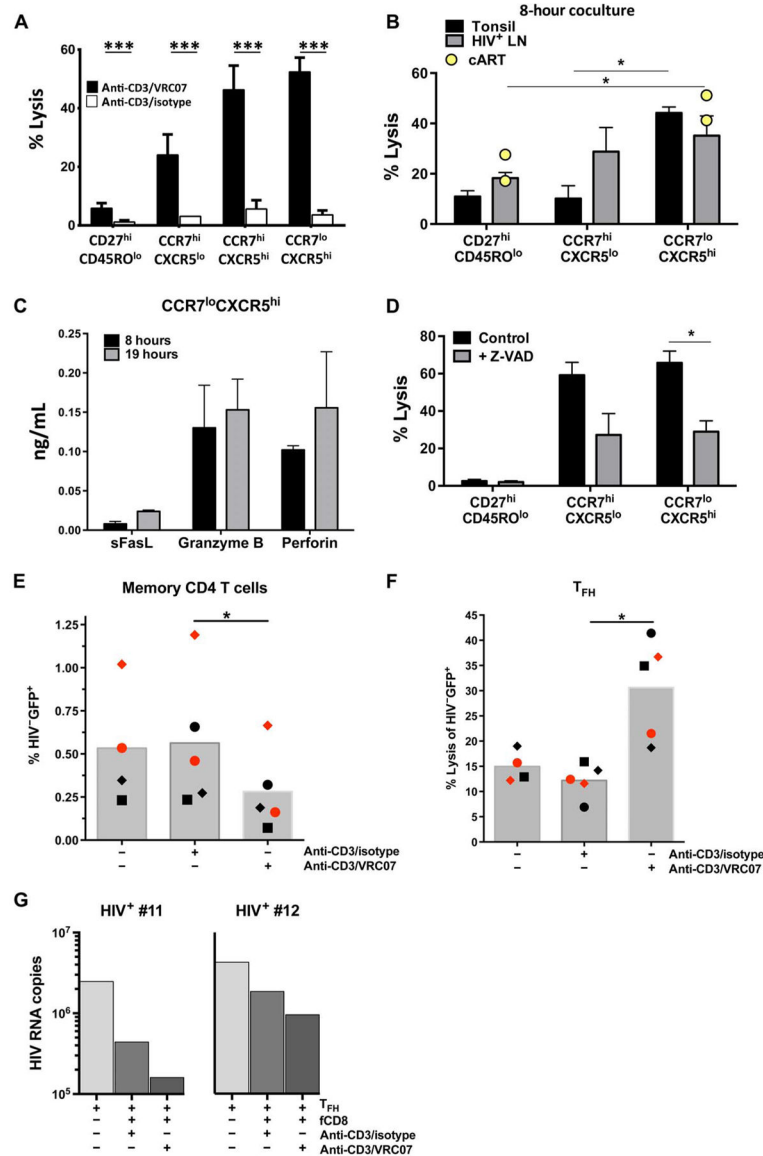 A
*** *** *** ***
60
40
20
0
% Lysis
Anti-CD3/VRC07
Anti-CD3/isotype
CD27hi CCR7hi CCR7hi CCR7lo
CD45ROlo CXCR5lo CXCR5hi CXCR5hi
B
8-hour coculture
Tonsil
HIV+ LN
cART
*
*
60
40
20
0
% Lysis
CD27hi CCR7hi CCR7lo
CD45ROlo CXCR5lo CXCR5hi
C
CCR7loCXCR5hi
8 hours
19 hours
0.25
0.20
0.15
0.10
0.05
0.00
ng/mL
sFasL Granzyme B Perforin
D
Control
+ Z-VAD
*
80
60
40
20
0
% Lysis
CD27hi CCR7hi CCR7lo
CD45ROlo CXCR5lo CXCR5hi
E
Memory CD4 T cells
*
1.25
1.00
0.75
0.50
0.25
0.00
% HIV−GFP+
– + – Anti-CD3/isotype
– – + Anti-CD3/VRC07
F
TFH
*
45
40
35
30
25
20
15
10
5
0
% Lysis of HIV−GFP+
– + – Anti-CD3/isotype
– – + Anti-CD3/VRC07
G
HIV+ #11 HIV+ #12
107
106
105
HIV RNA copies
+ + + + + + TFH
– + + – + + fCD8
– + – – + – Anti-CD3/isotype
– – + – – + Anti-CD3/VRC07